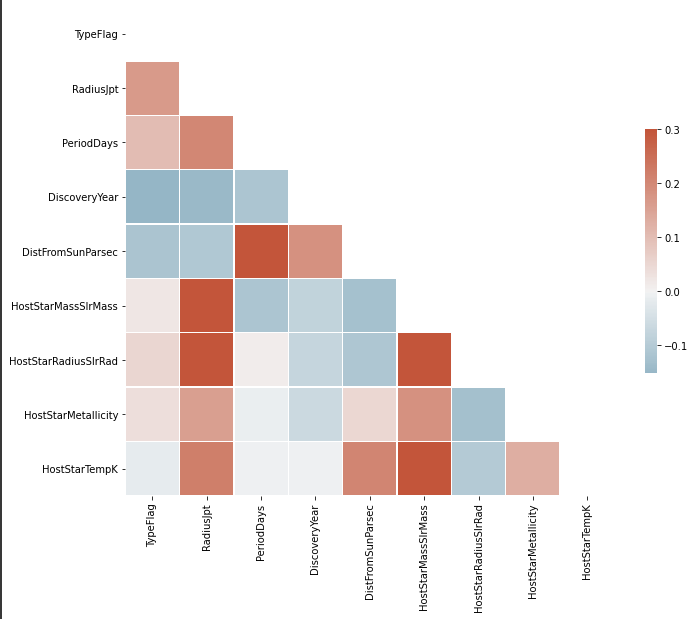 TypeFlag
RadiusJpt
PeriodDays
DiscoveryYear
DistFromSunParsec
HostStarMassSlrMass
HostStarRadiusSlrRad
HostStarMetallicity
HostStarTempK
TypeFlag
RadiusJpt
PeriodDays
DiscoveryYear
DistFromSunParsec
HostStarMassSlrMass
HostStarRadiusSlrRad
HostStarMetallicity
HostStarTempK
0.3
0.2
0.1
0.0
−0.1